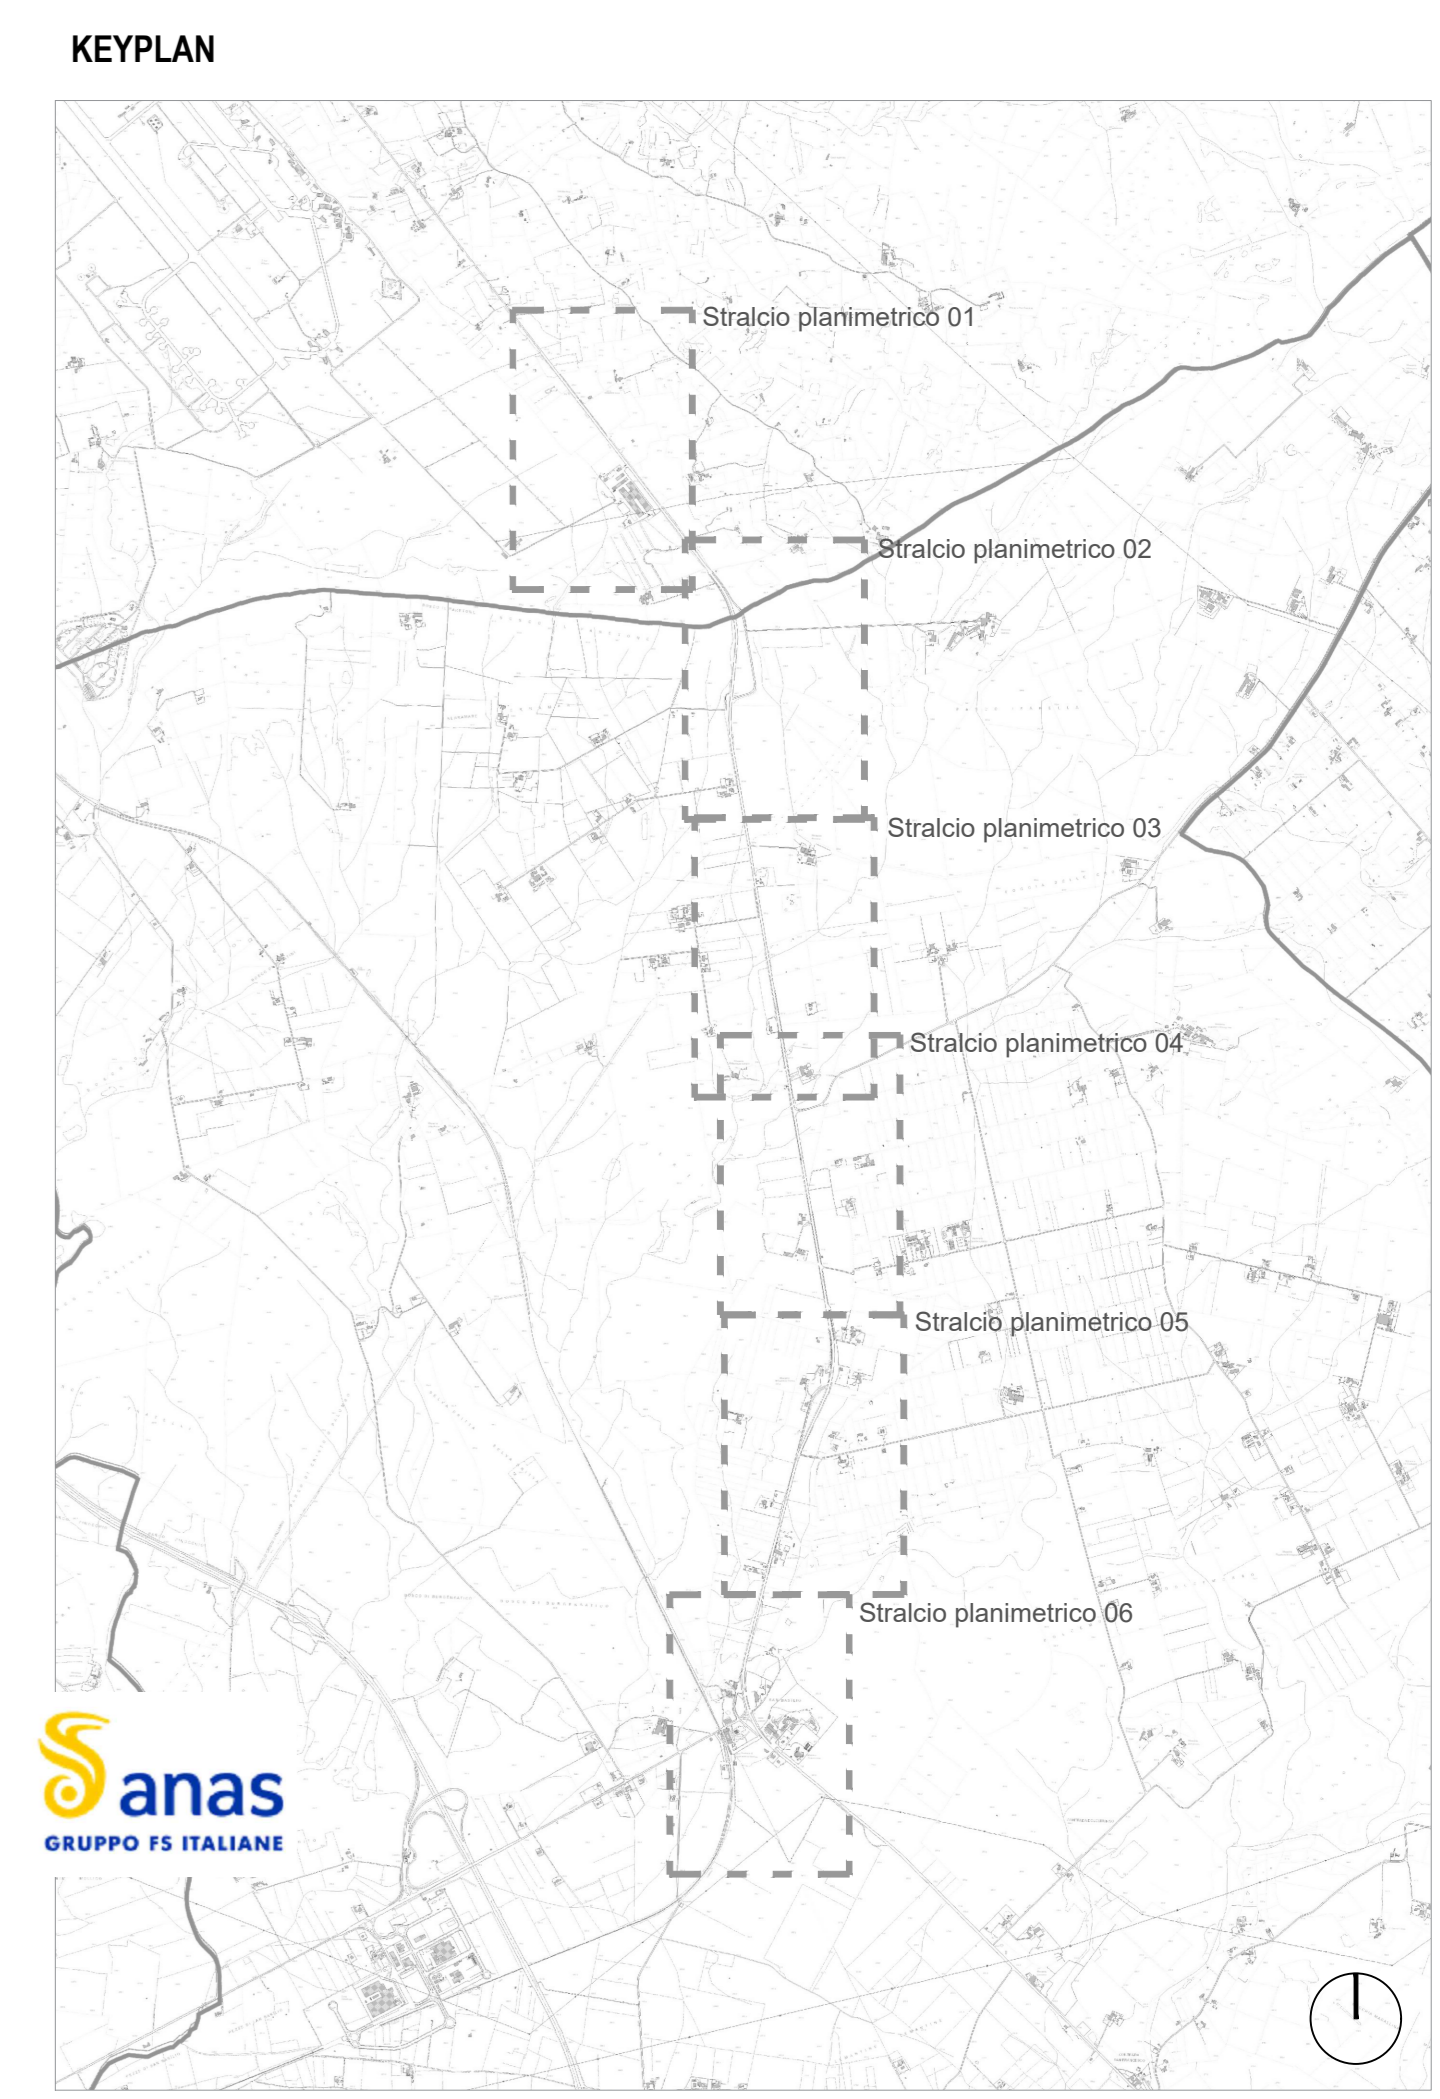 KEYPLAN
Stralcio planimetrico 01
Stralcio planimetrico 02
Stralcio planimetrico 03
Stralcio planimetrico 04
Stralcio planimetrico 05
Stralcio planimetrico 06
anas
GRUPPO FS ITALIANE